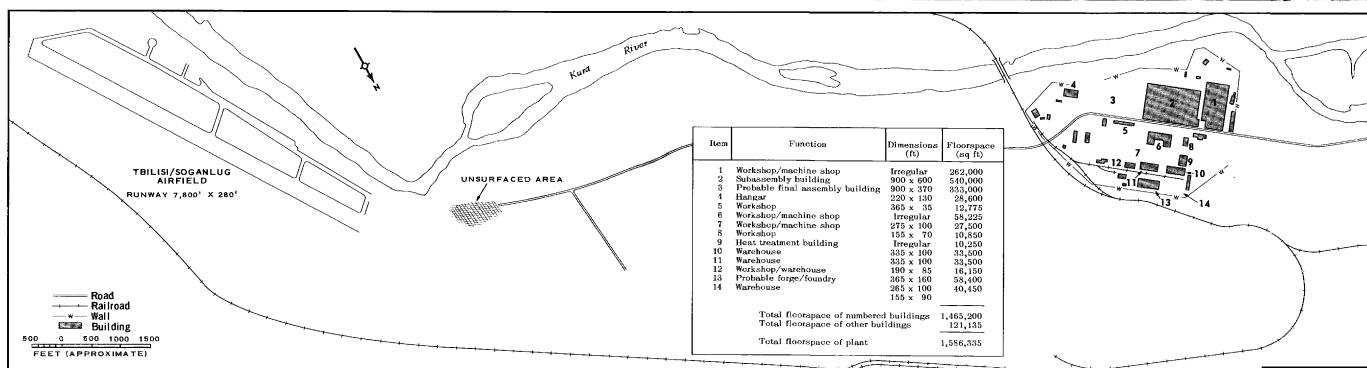 Kura River
N
TBILISI/SOGANLUG
AIRFIELD
RUNWAY 7,800' X 280'
UNSURFACED AREA
Road
Railroad
W Wall
Building
500 0 500 1000 1500
FEET (APPROXIMATE)
Item Function Dimensions (ft) Floorspace (sq ft)
1 Workshop/machine shop Irregular 262,000
2 Subassembly building 900 x 600 540,000
3 Probable final assembly building 900 x 370 333,000
4 Hangar 220 x 130 28,600
5 Workshop 365 x 35 12,775
6 Workshop/machine shop Irregular 58,225
7 Workshop/machine shop 275 x 100 27,500
8 Workshop 155 x 70 10,850
9 Heat treatment building Irregular 10,250
10 Warehouse 335 x 100 33,500
11 Warehouse 335 x 100 33,500
12 Workshop/warehouse 190 x 85 16,150
13 Probable forge/foundry 365 x 160 58,400
14 Warehouse 265 x 100 40,450
155 x 90
Total floorspace of numbered buildings 1,465,200
Total floorspace of other buildings 121,135
Total floorspace of plant 1,586,335
W
W
W
W
4
3
2
1
5
6
8
7
9
12
10
11
13
14
W
W
W